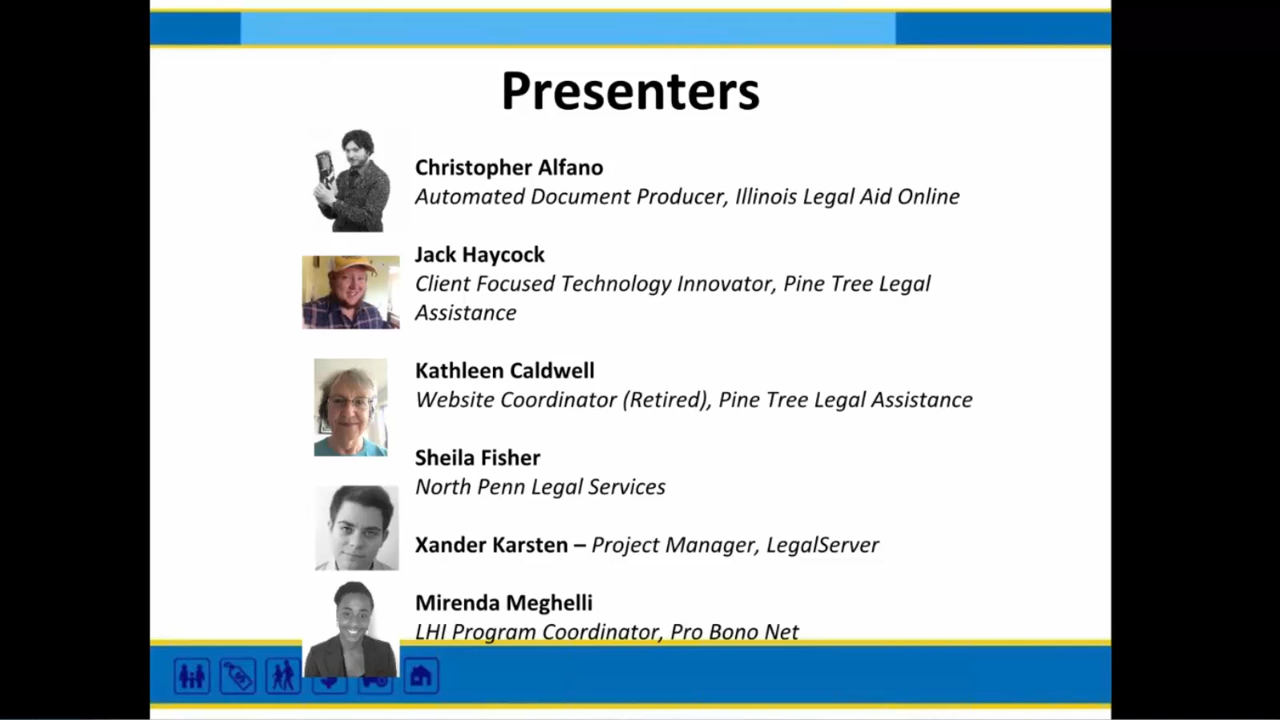 Presenters
Christopher Alfano
Automated Document Producer, Illinois Legal Aid Online
Jack Haycock
Client Focused Technology Innovator, Pine Tree Legal
Assistance
Kathleen Caldwell
Website Coordinator (Retired), Pine Tree Legal Assistance
Sheila Fisher
North Penn Legal Services
Xander Karsten – Project Manager, LegalServer
Mirenda Meghelli
LHI Program Coordinator, Pro Bono Net